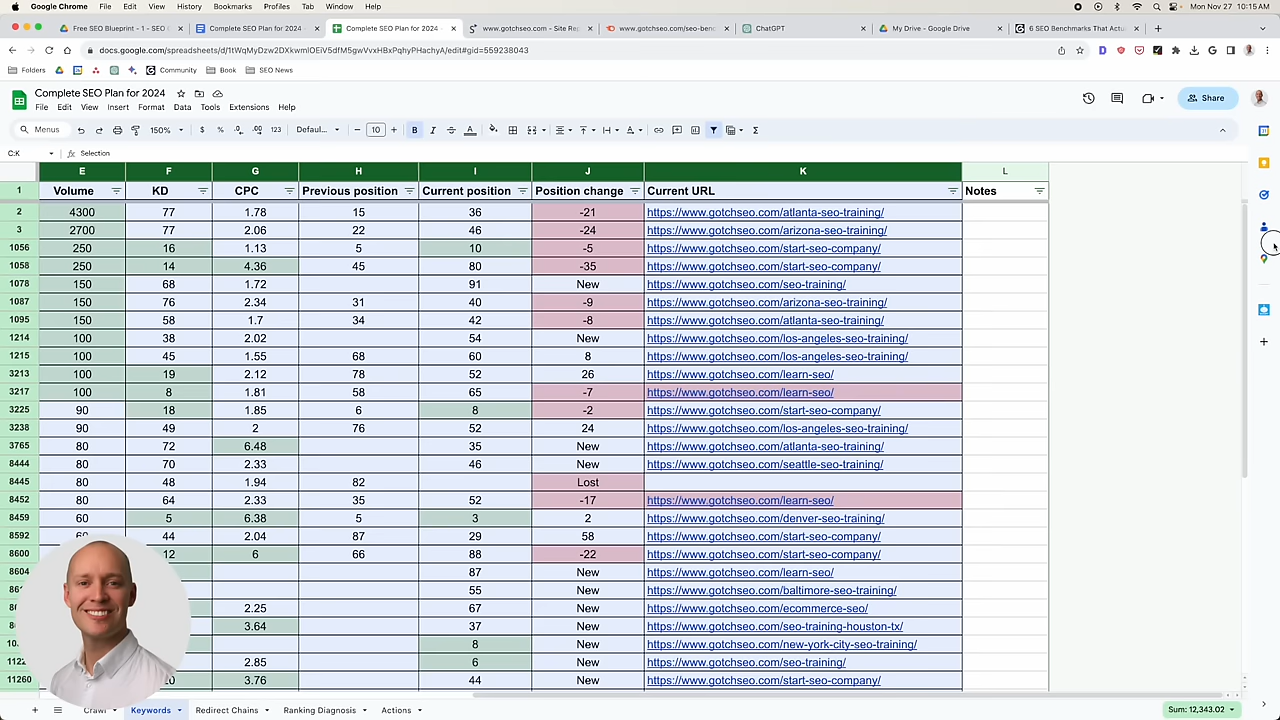 Google Chrome File Edit View History Bookmarks Profiles Tab Window Help Mon Nov 27 10:15 AM
Free SEO Blueprint - 1 - SEO Complete SEO Plan for 2024 Complete SEO Plan for 2024 www.gotchseo.com - Site Rep www.gotchseo.com/seo-bench ChatGPT My Drive - Google Drive 6 SEO Benchmarks That Actu
docs.google.com/spreadsheets/d/1tWqMyDzw2DXkwmIOEiV5dfM5gwVvxHBxPqhyPHachyA/edit#gid=559238043
Folders Community Book SEO News
Complete SEO Plan for 2024
File Edit View Insert Format Data Tools Extensions Help
Share
Menus 150% $ % .0 .00 123 Defaul... − 10 + B I A Σ
C:K fx Selection
E F G H I J K L
1 Volume KD CPC Previous position Current position Position change Current URL Notes
2 4300 77 1.78 15 36 -21 https://www.gotchseo.com/atlanta-seo-training/
3 2700 77 2.06 22 46 -24 https://www.gotchseo.com/arizona-seo-training/
1056 250 16 1.13 5 10 -5 https://www.gotchseo.com/start-seo-company/
1058 250 14 4.36 45 80 -35 https://www.gotchseo.com/start-seo-company/
1078 150 68 1.72 91 New https://www.gotchseo.com/seo-training/
1087 150 76 2.34 31 40 -9 https://www.gotchseo.com/arizona-seo-training/
1095 150 58 1.7 34 42 -8 https://www.gotchseo.com/atlanta-seo-training/
1214 100 38 2.02 54 New https://www.gotchseo.com/los-angeles-seo-training/
1215 100 45 1.55 68 60 8 https://www.gotchseo.com/los-angeles-seo-training/
3213 100 19 2.12 78 52 26 https://www.gotchseo.com/learn-seo/
3217 100 8 1.81 58 65 -7 https://www.gotchseo.com/learn-seo/
3225 90 18 1.85 6 8 -2 https://www.gotchseo.com/start-seo-company/
3238 90 49 2 76 52 24 https://www.gotchseo.com/los-angeles-seo-training/
3765 80 72 6.48 35 New https://www.gotchseo.com/atlanta-seo-training/
8444 80 70 2.33 46 New https://www.gotchseo.com/seattle-seo-training/
8445 80 48 1.94 82 Lost
8452 80 64 2.33 35 52 -17 https://www.gotchseo.com/learn-seo/
8459 60 5 6.38 5 3 2 https://www.gotchseo.com/denver-seo-training/
8592 44 2.04 87 29 58 https://www.gotchseo.com/start-seo-company/
8600 12 6 66 88 -22 https://www.gotchseo.com/start-seo-company/
8604 87 New https://www.gotchseo.com/learn-seo/
55 New https://www.gotchseo.com/baltimore-seo-training/
2.25 67 New https://www.gotchseo.com/ecommerce-seo/
3.64 37 New https://www.gotchseo.com/seo-training-houston-tx/
8 New https://www.gotchseo.com/new-york-city-seo-training/
2.85 6 New https://www.gotchseo.com/seo-training/
11260 3.76 44 New https://www.gotchseo.com/start-seo-company/
Crawl Keywords Redirect Chains Ranking Diagnosis Actions Sum: 12,343.02